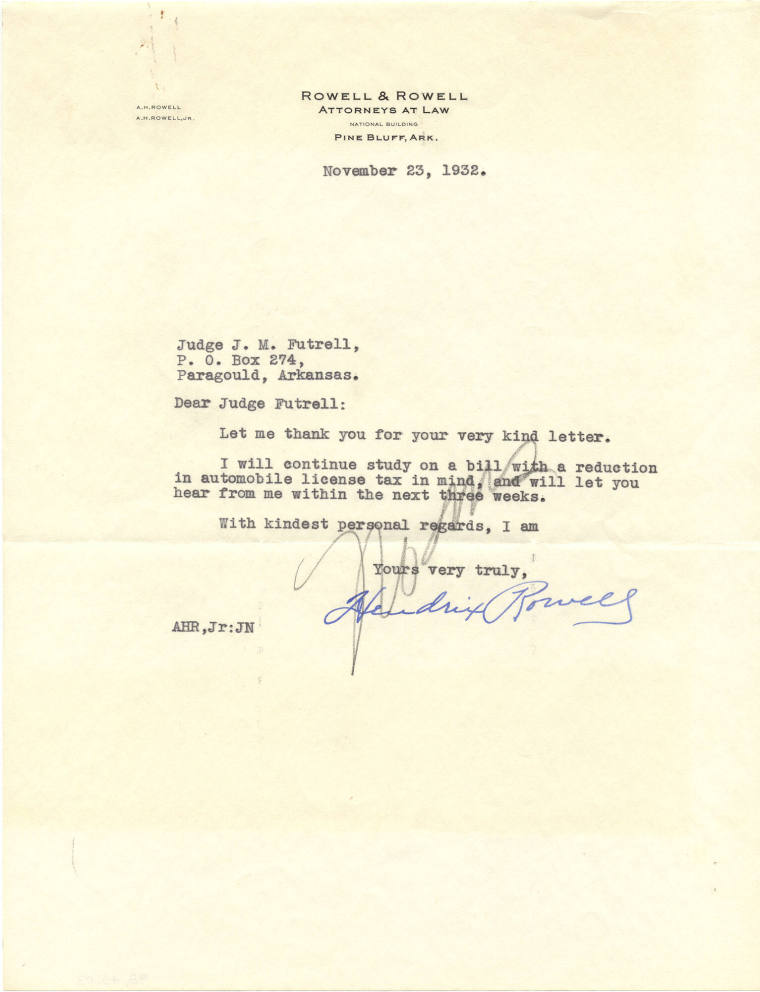 ROWELL & ROWELL
ATTORNEYS AT LAW
NATIONAL BUILDING
PINE BLUFF, ARK.
A.H. ROWELL
A.H. ROWELL, JR.
November 23, 1932.
Judge J. M. Futrell,
P. O. Box 274,
Paragould, Arkansas.
Dear Judge Futrell:
Let me thank you for your very kind letter.
I will continue study on a bill with a reduction
in automobile license tax in mind, and will let you
hear from me within the next three weeks.
With kindest personal regards, I am
Yours very truly,
Hendrix Rowell
AHR,Jr:JN